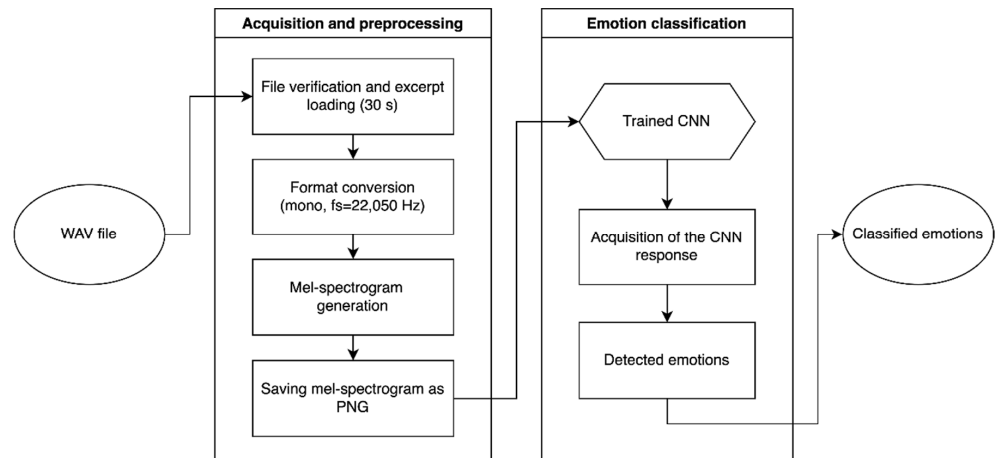 Acquisition and preprocessing
File verification and excerpt
loading (30 s)
Format conversion
(mono, fs=22,050 Hz)
Mel-spectrogram
generation
Saving mel-spectrogram as
PNG
WAV file
Emotion classification
Trained CNN
Acquisition of the CNN
response
Detected emotions
Classified emotions